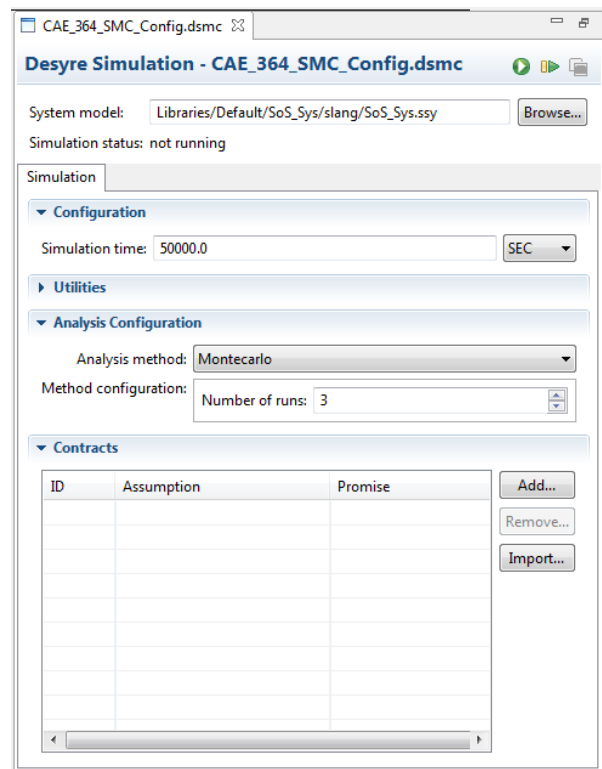 CAE_364_SMC_Config.dsmc
Desyre Simulation - CAE_364_SMC_Config.dsmc
System model: Libraries/Default/SoS_Sys/slang/SoS_Sys.ssy Browse...
Simulation status: not running
Simulation
Configuration
Simulation time: 50000.0 SEC
Utilities
Analysis Configuration
Analysis method: Montecarlo
Method configuration: Number of runs: 3
Contracts
ID Assumption Promise Add...
Remove...
Import...